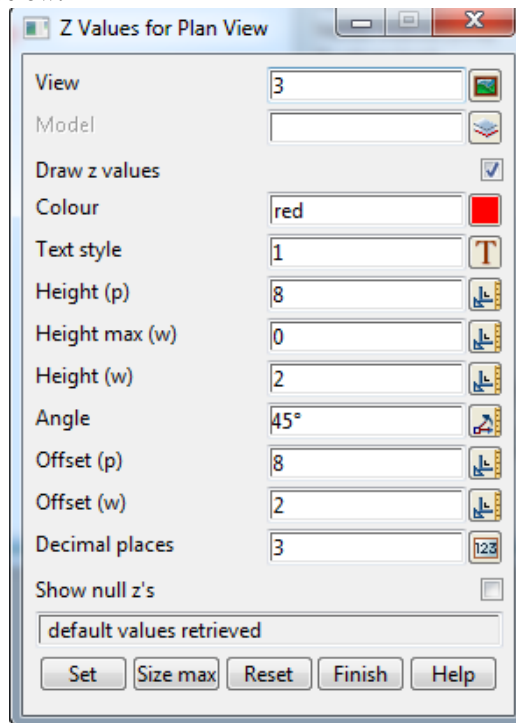 Z Values for Plan View
View 3
Model
Draw z values
Colour red
Text style 1 T
Height (p) 8
Height max (w) 0
Height (w) 2
Angle 45°
Offset (p) 8
Offset (w) 2
Decimal places 3 123
Show null z's
default values retrieved
Set Size max Reset Finish Help